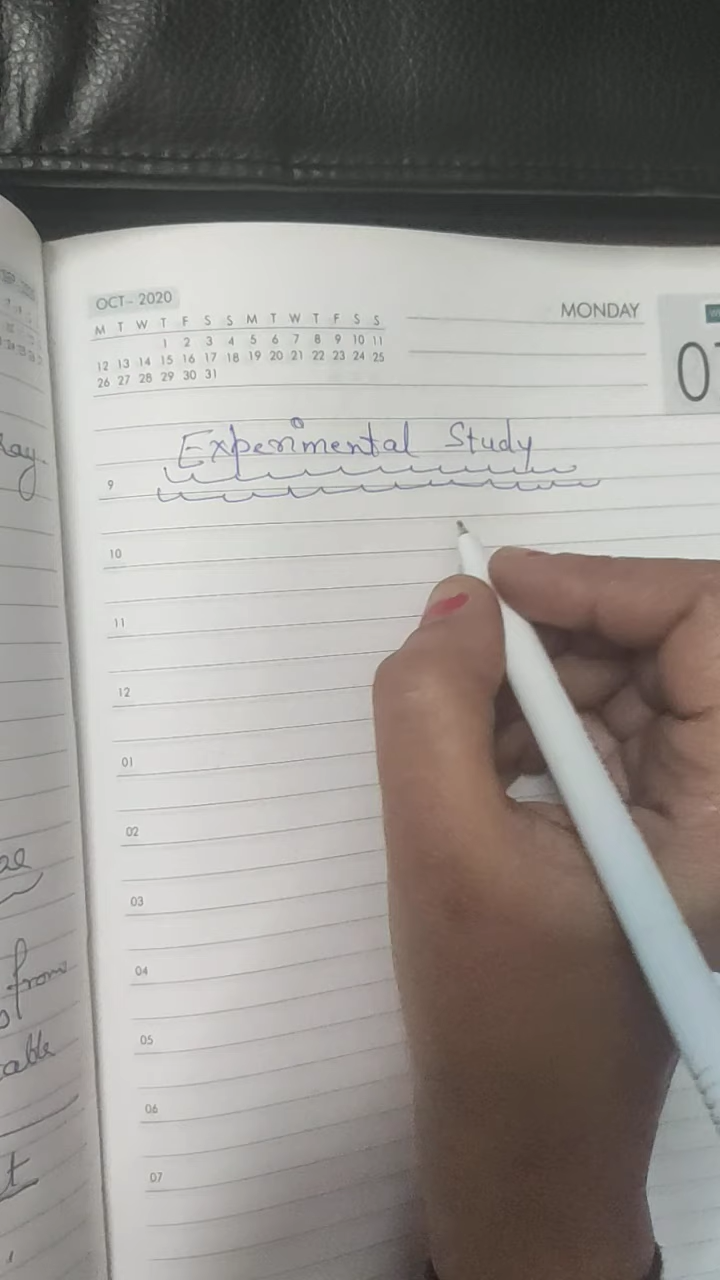 OCT - 2020
MONDAY
M T W T F S S M T W T F S S
1 2 3 4 5 6 7 8 9 10 11
12 13 14 15 16 17 18 19 20 21 22 23 24 25
26 27 28 29 30 31
Experimental Study
9
10
11
12
01
02
03
04
05
06
07
from
able
t